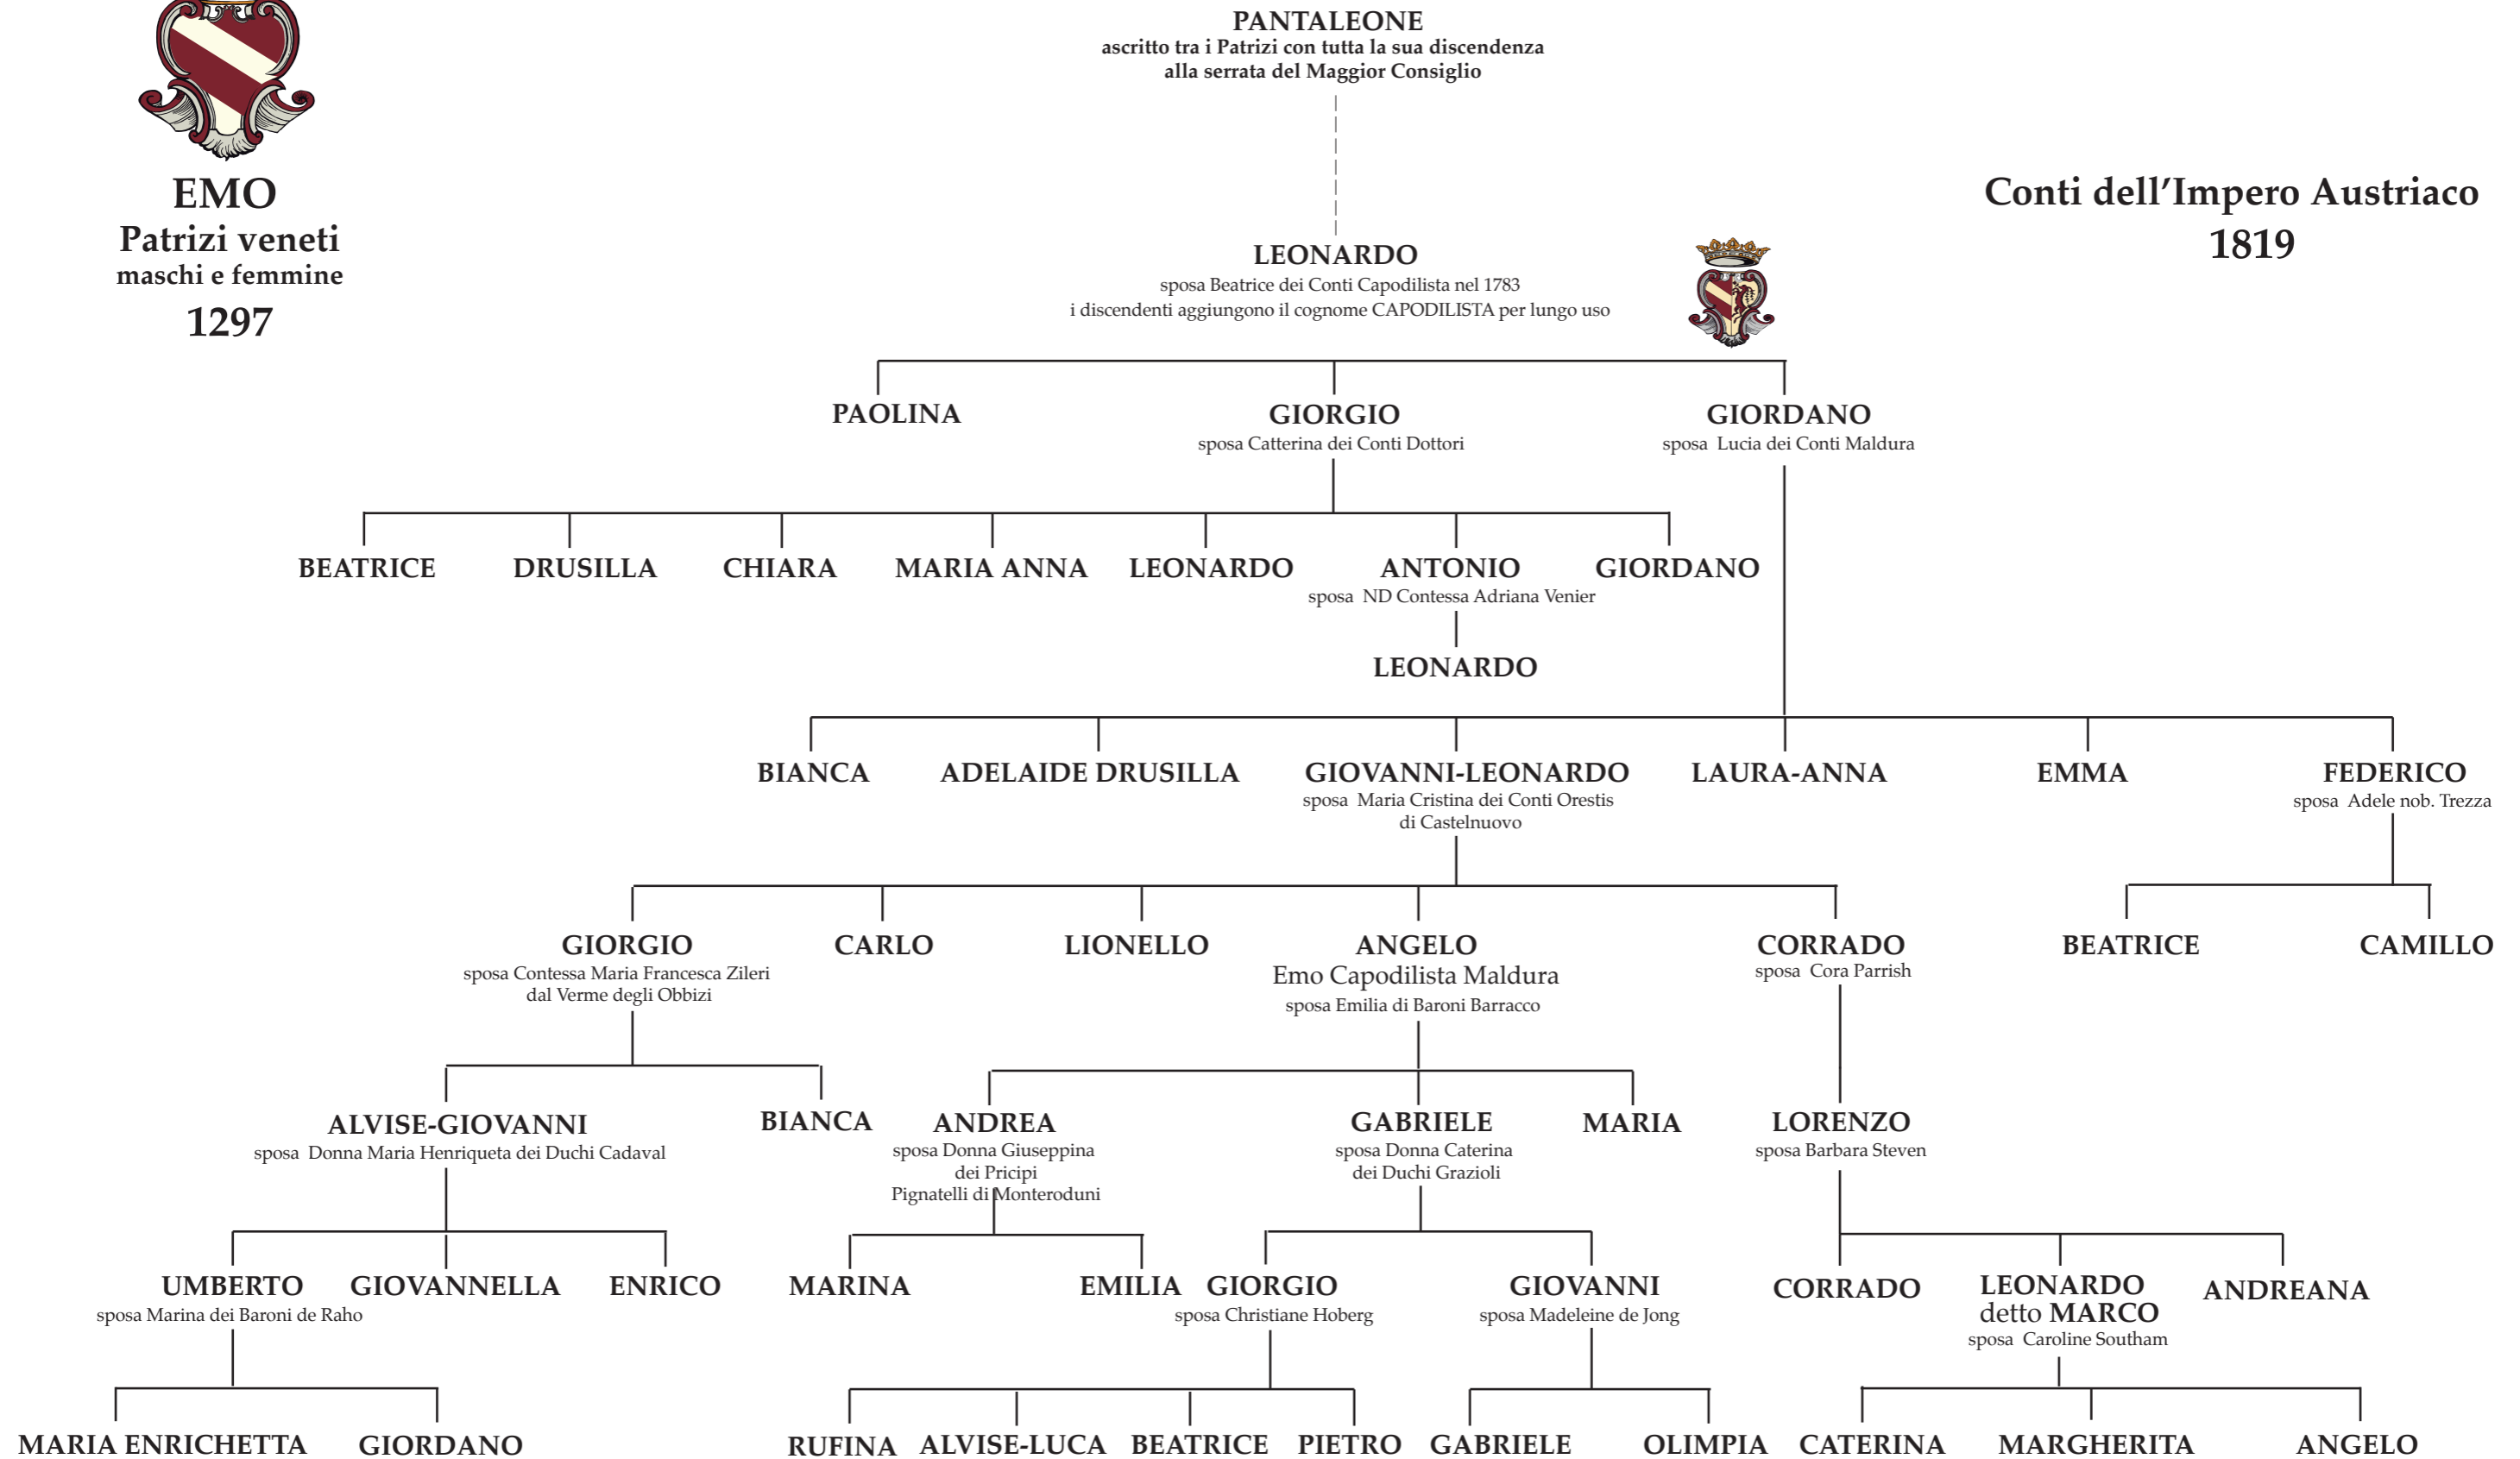 PANTALEONE
ascritto tra i Patrizi con tutta la sua discendenza
alla serrata del Maggior Consiglio
EMO
Patrizi veneti
maschi e femmine
1297
Conti dell'Impero Austriaco
1819
LEONARDO
sposa Beatrice dei Conti Capodilista nel 1783
i discendenti aggiungono il cognome CAPODILISTA per lungo uso
PAOLINA
GIORGIO
sposa Catterina dei Conti Dottori
GIORDANO
sposa Lucia dei Conti Maldura
BEATRICE
DRUSILLA
CHIARA
MARIA ANNA
LEONARDO
ANTONIO
sposa ND Contessa Adriana Venier
GIORDANO
LEONARDO
BIANCA
ADELAIDE DRUSILLA
GIOVANNI-LEONARDO
sposa Maria Cristina dei Conti Orestis
di Castelnuovo
LAURA-ANNA
EMMA
FEDERICO
sposa Adele nob. Trezza
GIORGIO
sposa Contessa Maria Francesca Zileri
dal Verme degli Obbizi
CARLO
LIONELLO
ANGELO
Emo Capodilista Maldura
sposa Emilia di Baroni Barracco
CORRADO
sposa Cora Parrish
BEATRICE
CAMILLO
ALVISE-GIOVANNI
sposa Donna Maria Henriqueta dei Duchi Cadaval
BIANCA
ANDREA
sposa Donna Giuseppina
dei Pricipi
Pignatelli di Monteroduni
GABRIELE
sposa Donna Caterina
dei Duchi Grazioli
MARIA
LORENZO
sposa Barbara Steven
UMBERTO
sposa Marina dei Baroni de Raho
GIOVANNELLA
ENRICO
MARINA
EMILIA
GIORGIO
sposa Christiane Hoberg
GIOVANNI
sposa Madeleine de Jong
CORRADO
LEONARDO
detto MARCO
sposa Caroline Southam
ANDREANA
MARIA ENRICHETTA
GIORDANO
RUFINA
ALVISE-LUCA
BEATRICE
PIETRO
GABRIELE
OLIMPIA
CATERINA
MARGHERITA
ANGELO